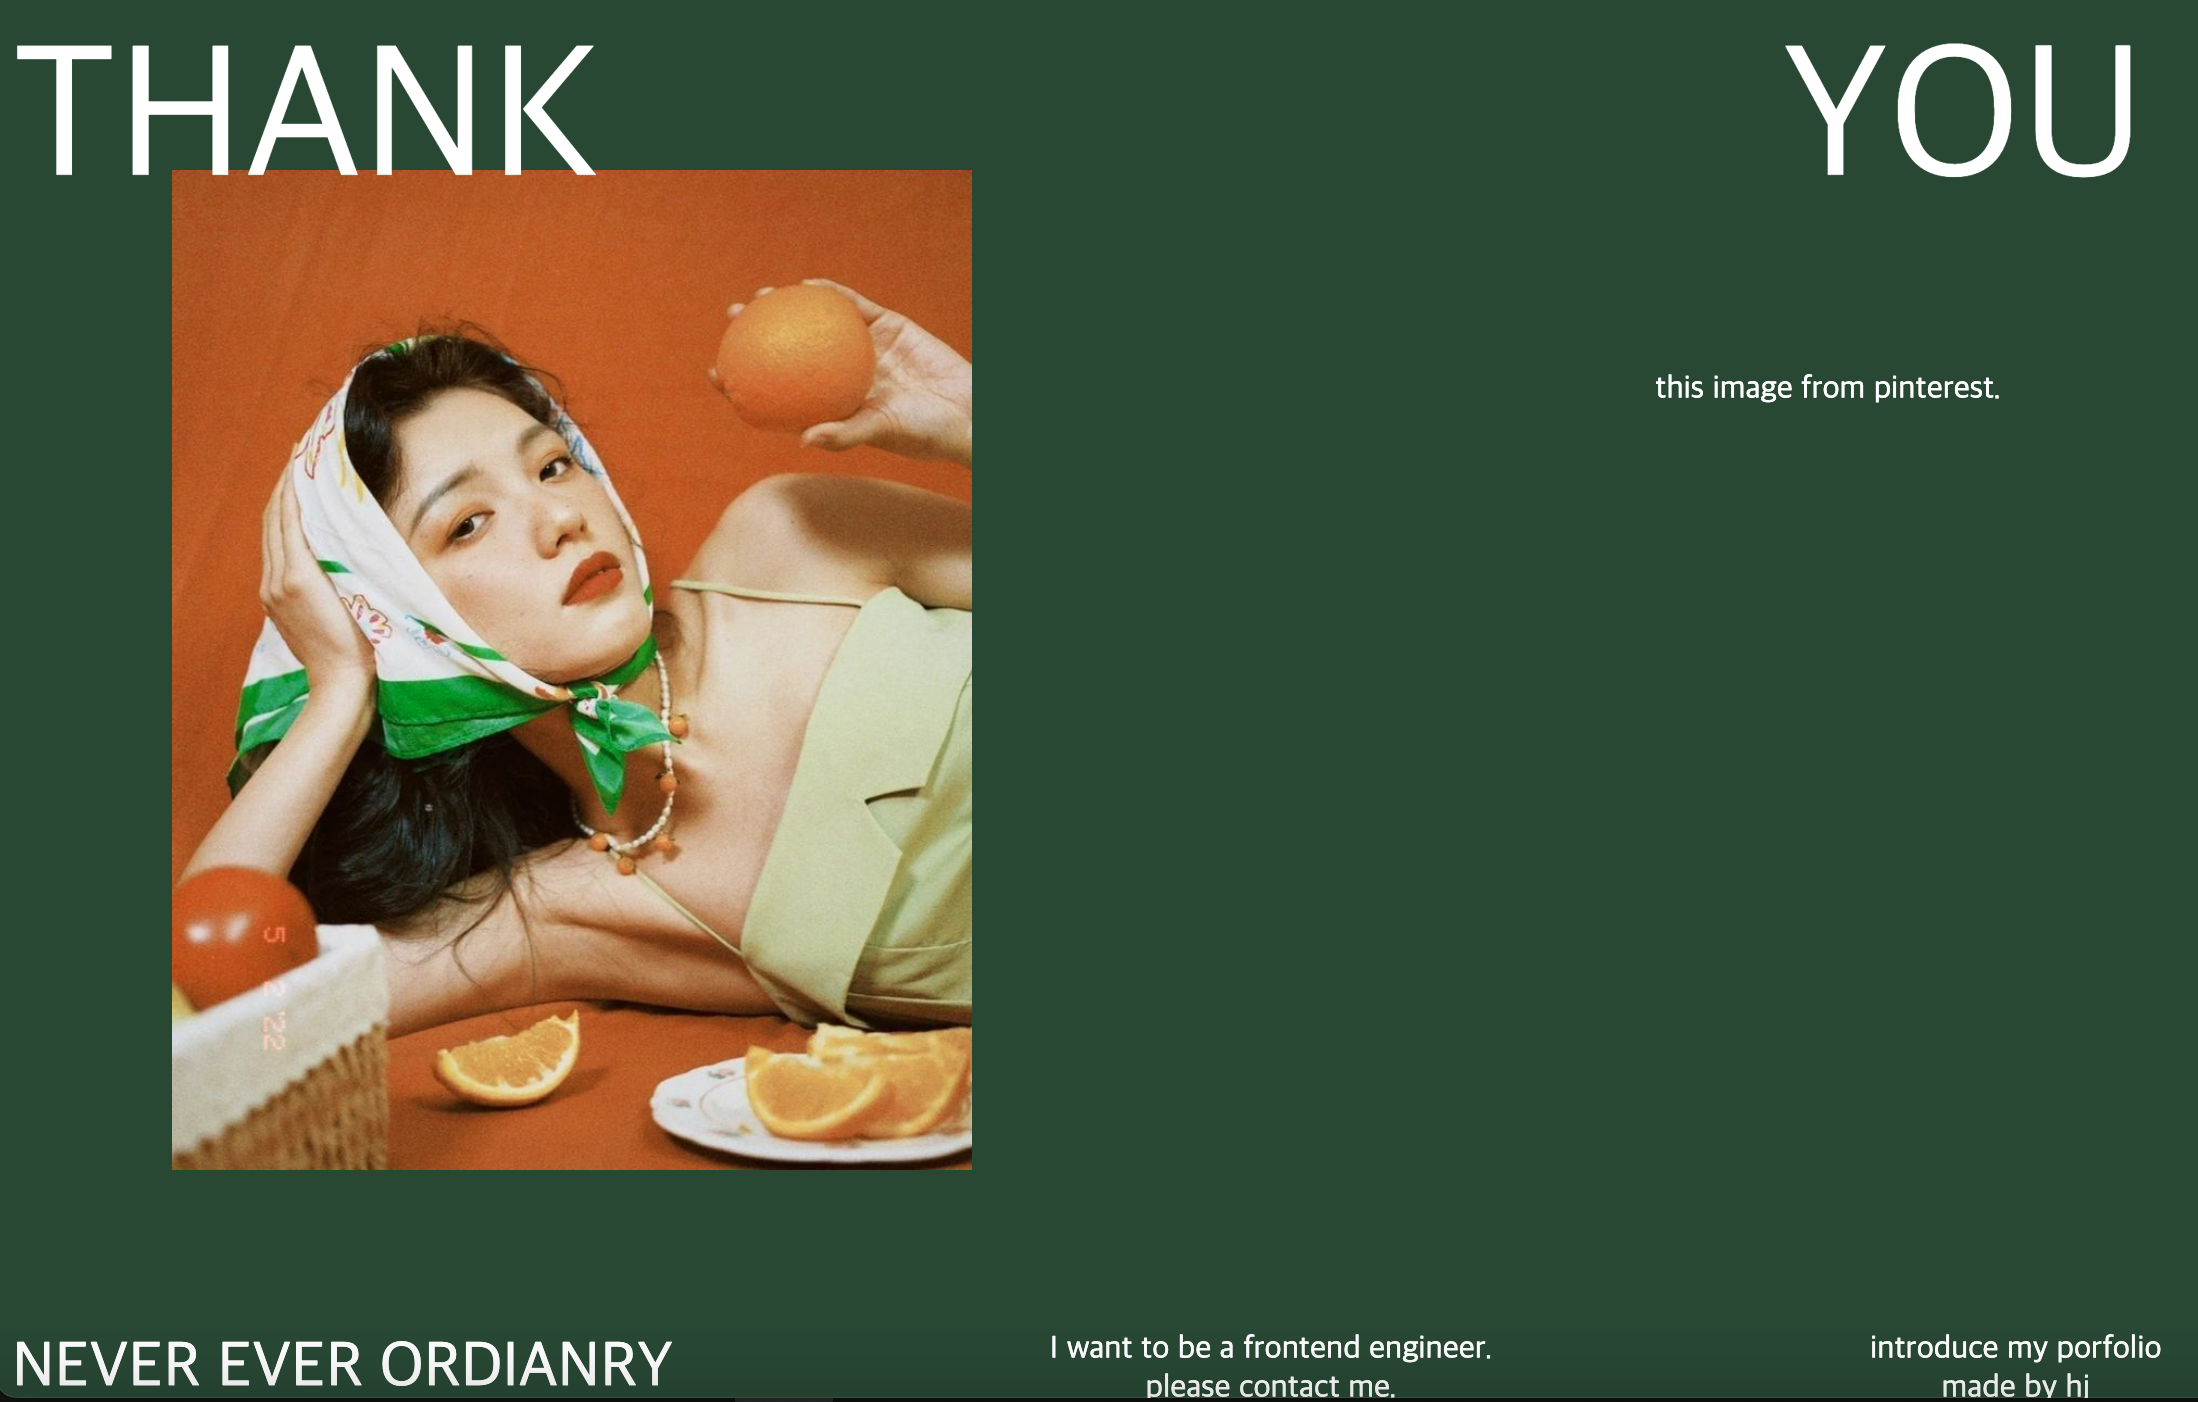 THANK YOU
this image from pinterest.
5 2 '22
NEVER EVER ORDIANRY
I want to be a frontend engineer.
please contact me.
introduce my porfolio
made by hj